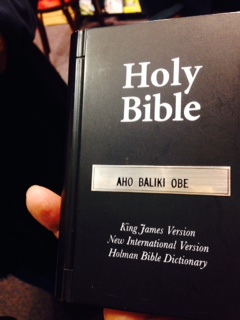 Holy
Bible
AHO BALIKI OBE
King James Version
New International Version
Holman Bible Dictionary